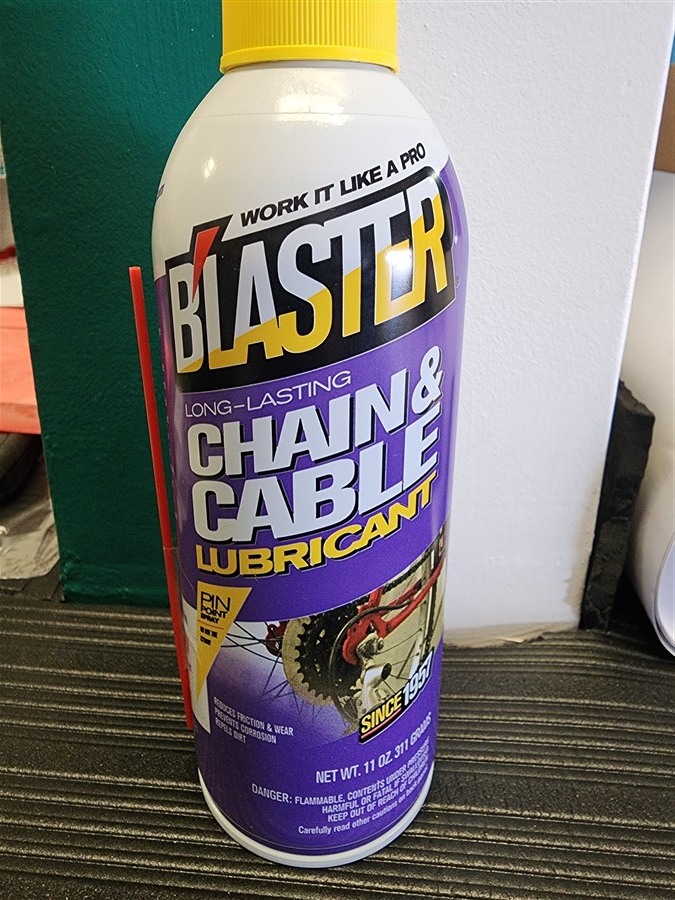 WORK IT LIKE A PRO
B'LASTER
LONG-LASTING
CHAIN &
CABLE
LUBRICANT
PIN
POINT
SPRAY
SINCE 1957
REDUCES FRICTION & WEAR
PREVENTS CORROSION
REPELS DIRT
NET WT. 11 OZ. 311 GRAMS
DANGER: FLAMMABLE. CONTENTS UNDER PRESSURE.
HARMFUL OR FATAL IF SWALLOWED.
KEEP OUT OF REACH OF CHILDREN.
Carefully read other cautions on back